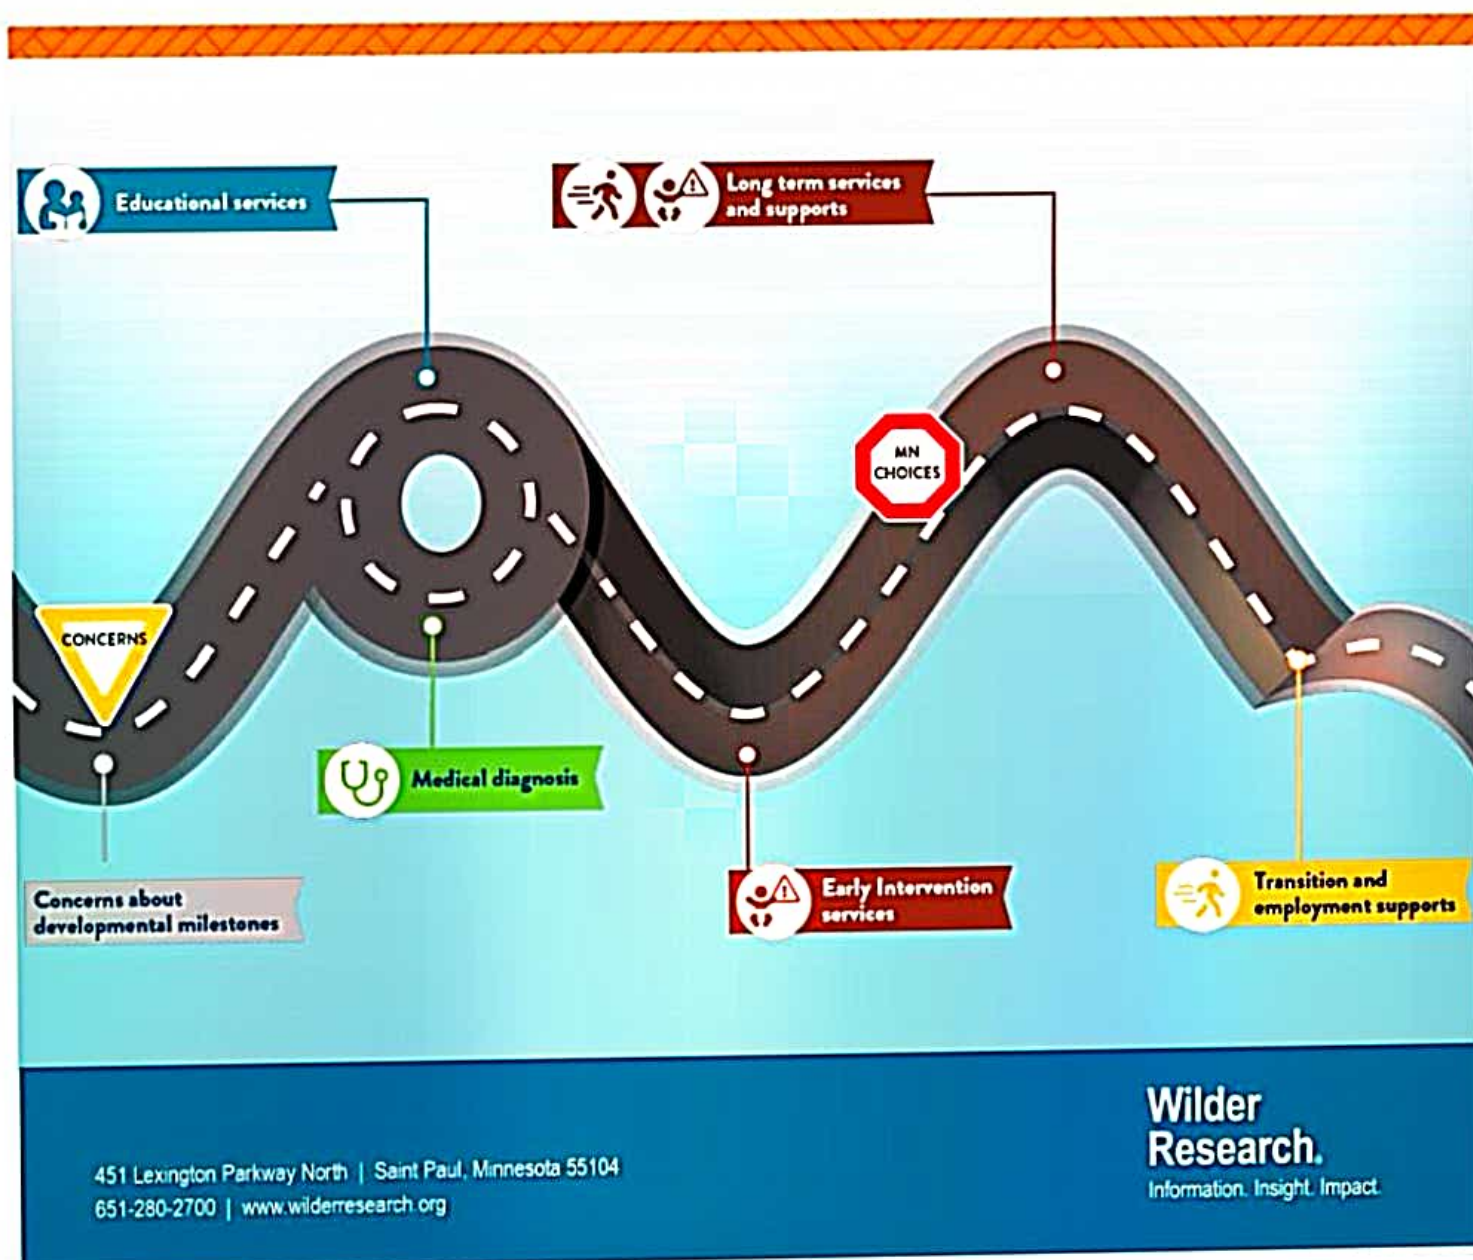 Educational services
Long term services
and supports
MN
CHOICES
CONCERNS
Medical diagnosis
Concerns about
developmental milestones
Early Intervention
services
Transition and
employment supports
451 Lexington Parkway North | Saint Paul, Minnesota 55104
651-280-2700 | www.wilderresearch.org
Wilder
Research.
Information. Insight. Impact.